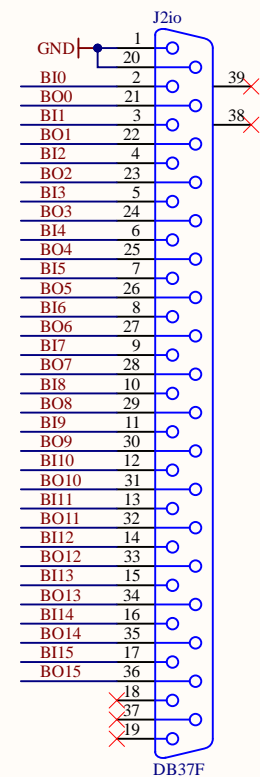 J2io
GND 1
20
BI0 2 39
BO0 21
BI1 3 38
BO1 22
BI2 4
BO2 23
BI3 5
BO3 24
BI4 6
BO4 25
BI5 7
BO5 26
BI6 8
BO6 27
BI7 9
BO7 28
BI8 10
BO8 29
BI9 11
BO9 30
BI10 12
BO10 31
BI11 13
BO11 32
BI12 14
BO12 33
BI13 15
BO13 34
BI14 16
BO14 35
BI15 17
BO15 36
18
37
19
DB37F